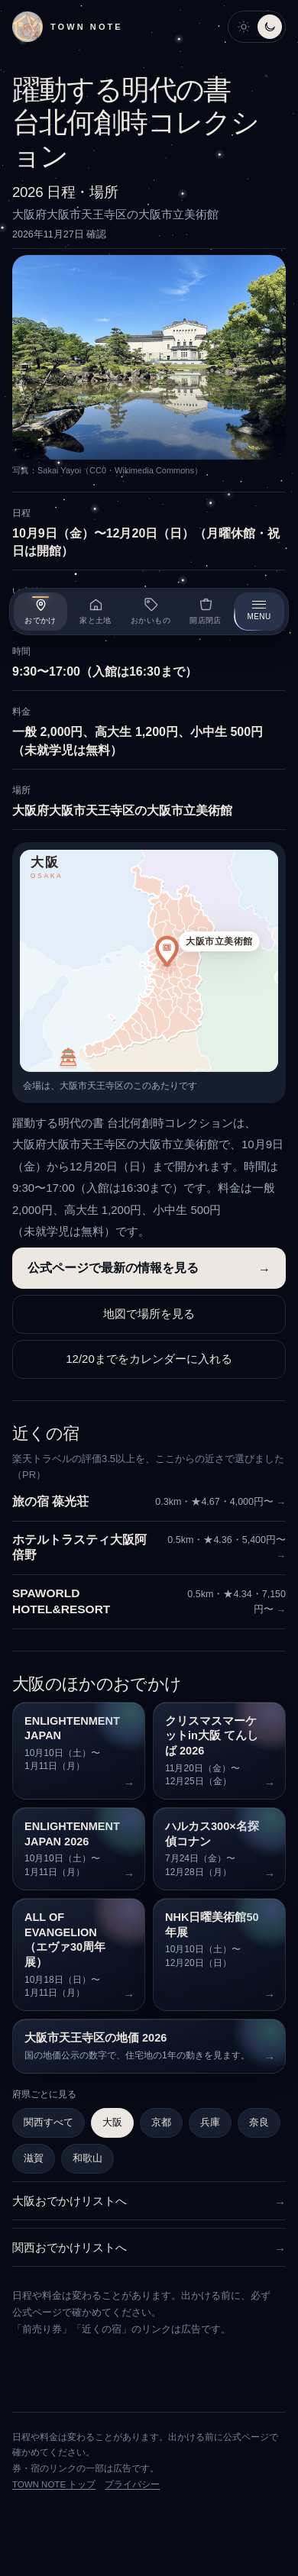 TOWN NOTE
躍動する明代の書
台北何創時コレクシ
ョン
2026 日程・場所
大阪府大阪市天王寺区の大阪市立美術館
2026年11月27日 確認
写真：Sakai Yayoi（CC0・Wikimedia Commons）
日程
10月9日（金）〜12月20日（日）（月曜休館・祝
日は開館）
おでかけ
家と土地
おかいもの
開店閉店
MENU
時間
9:30〜17:00（入館は16:30まで）
料金
一般 2,000円、高大生 1,200円、小中生 500円
（未就学児は無料）
場所
大阪府大阪市天王寺区の大阪市立美術館
大阪
OSAKA
大阪市立美術館
会場は、大阪市天王寺区のこのあたりです
躍動する明代の書 台北何創時コレクションは、
大阪府大阪市天王寺区の大阪市立美術館で、10月9日
（金）から12月20日（日）まで開かれます。時間は
9:30〜17:00（入館は16:30まで）です。料金は一般
2,000円、高大生 1,200円、小中生 500円
（未就学児は無料）です。
公式ページで最新の情報を見る →
地図で場所を見る
12/20までをカレンダーに入れる
近くの宿
楽天トラベルの評価3.5以上を、ここからの近さで選びました
（PR）
旅の宿 葆光荘 0.3km・★4.67・4,000円〜 →
ホテルトラスティ大阪阿
倍野
0.5km・★4.36・5,400円〜
→
SPAWORLD
HOTEL&RESORT
0.5km・★4.34・7,150
円〜 →
大阪のほかのおでかけ
ENLIGHTENMENT
JAPAN
10月10日（土）〜
1月11日（月）
→
クリスマスマーケ
ットin大阪 てんし
ば 2026
11月20日（金）〜
12月25日（金）
→
ENLIGHTENMENT
JAPAN 2026
10月10日（土）〜
1月11日（月）
→
ハルカス300×名探
偵コナン
7月24日（金）〜
12月28日（月）
→
ALL OF
EVANGELION
（エヴァ30周年
展）
10月18日（日）〜
1月11日（月）
→
NHK日曜美術館50
年展
10月10日（土）〜
12月20日（日）
→
大阪市天王寺区の地価 2026
国の地価公示の数字で、住宅地の1年の動きを見ます。 →
府県ごとに見る
関西すべて
大阪
京都
兵庫
奈良
滋賀
和歌山
大阪おでかけリストへ →
関西おでかけリストへ →
日程や料金は変わることがあります。出かける前に、必ず
公式ページで確かめてください。
「前売り券」「近くの宿」のリンクは広告です。
日程や料金は変わることがあります。出かける前に公式ページで
確かめてください。
券・宿のリンクの一部は広告です。
TOWN NOTE トップ プライバシー